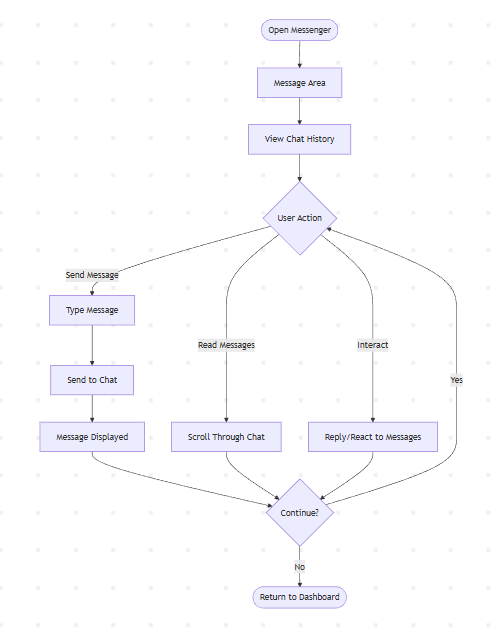 Open Messenger
Message Area
View Chat History
User Action
Send Message
Type Message
Read Messages
Interact
Send to Chat
Yes
Message Displayed
Scroll Through Chat
Reply/React to Messages
Continue?
No
Return to Dashboard